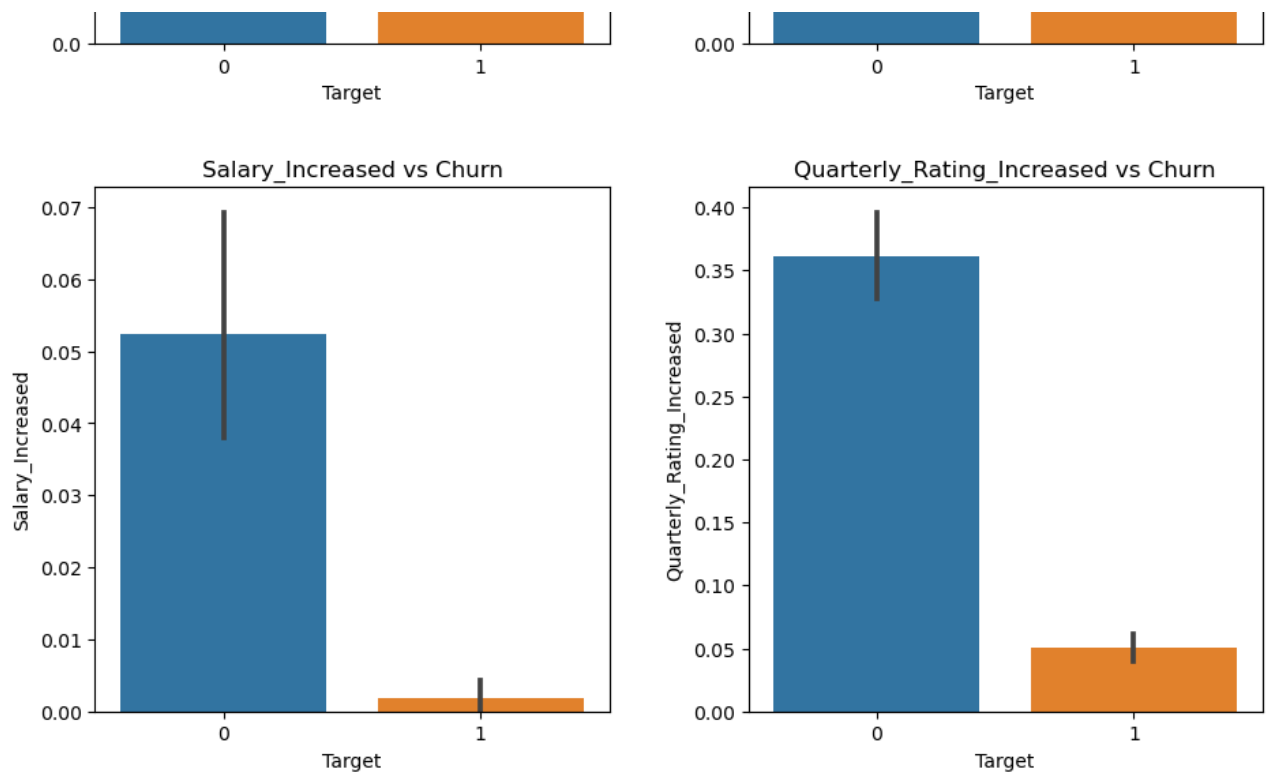 0.0
0 1
Target
0.00
0 1
Target
Salary_Increased vs Churn
0.07
0.06
0.05
0.04
0.03
0.02
0.01
0.00
Salary_Increased
0 1
Target
Quarterly_Rating_Increased vs Churn
0.40
0.35
0.30
0.25
0.20
0.15
0.10
0.05
0.00
Quarterly_Rating_Increased
0 1
Target